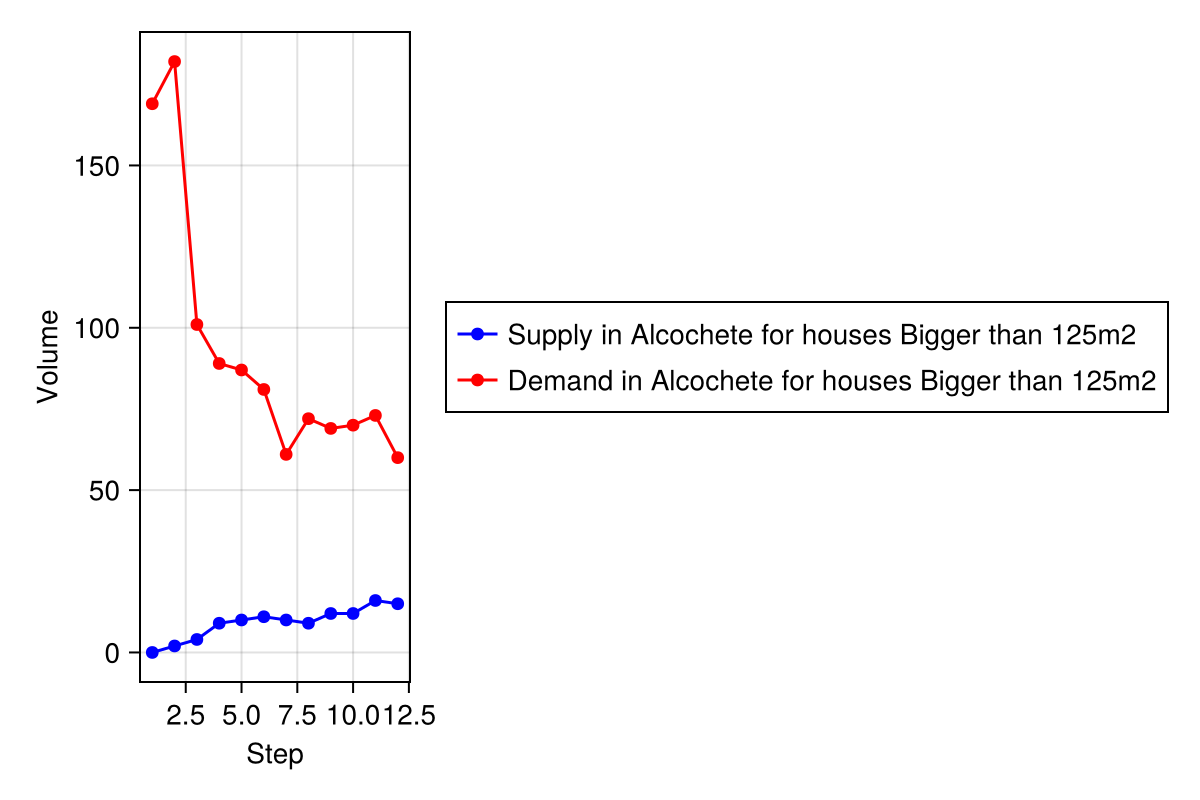 150
100
50
0
Volume
2.5 5.0 7.5 10.0 12.5
Step
Supply in Alcochete for houses Bigger than 125m2
Demand in Alcochete for houses Bigger than 125m2